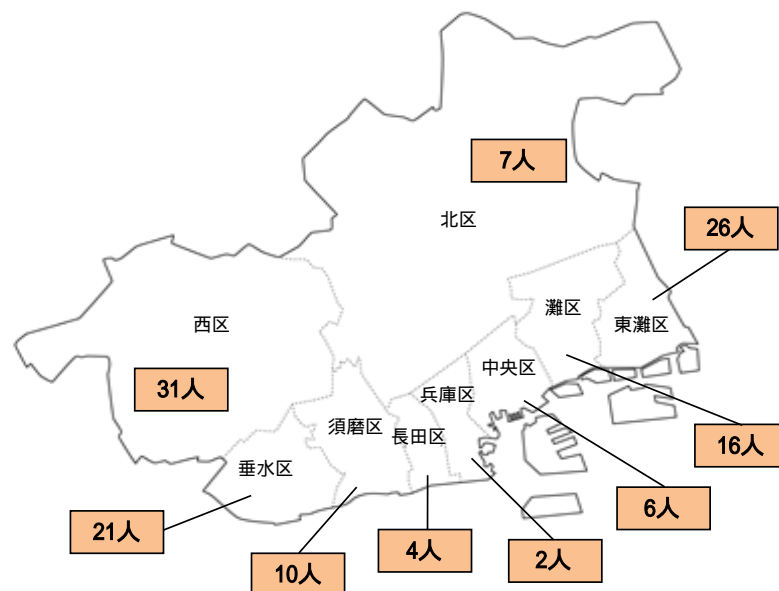 7人
北区
26人
灘区
東灘区
西区
中央区
31人
兵庫区
須磨区
長田区
16人
垂水区
6人
21人
4人
2人
10人